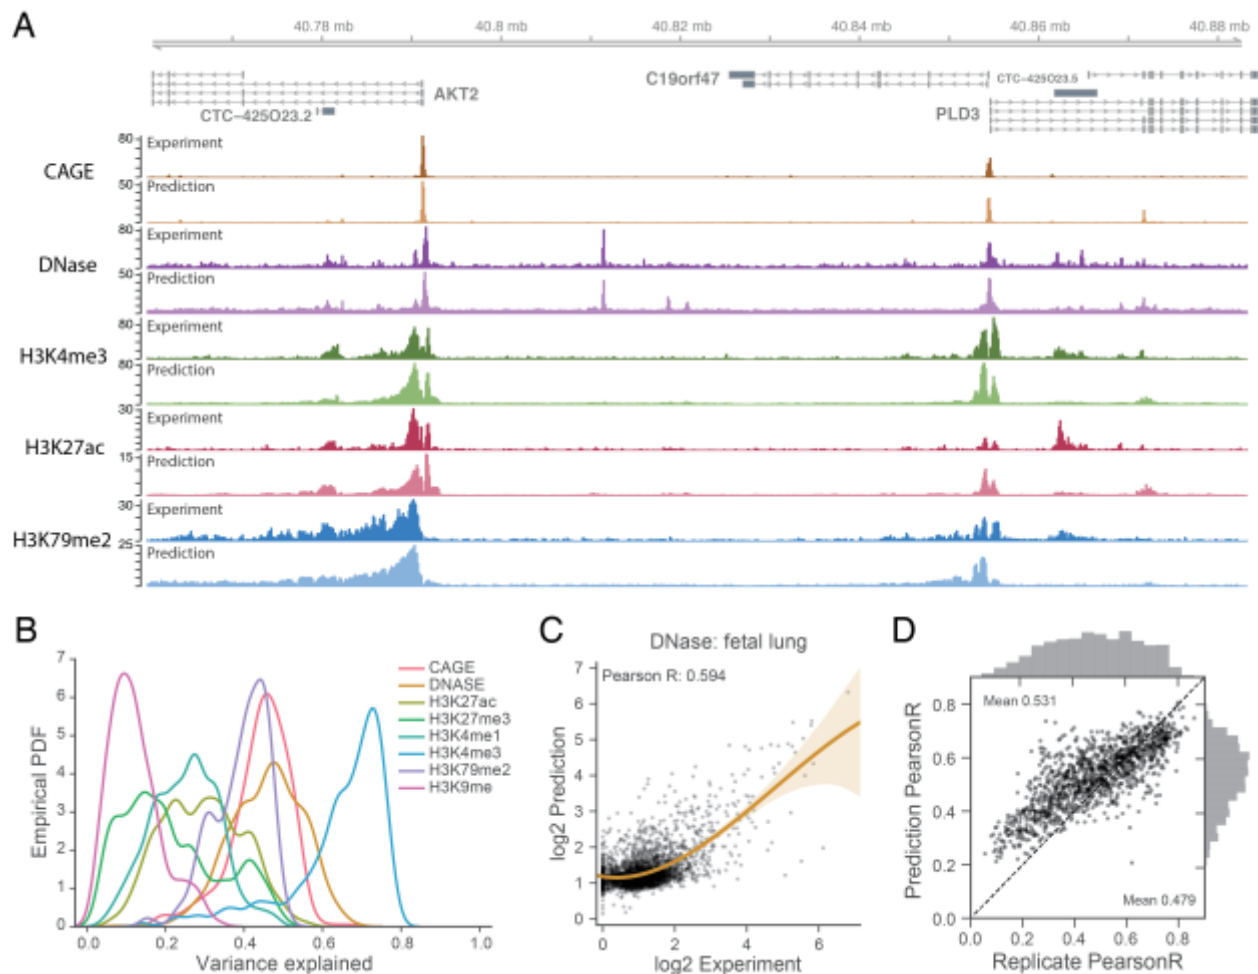 A
40.78 mb
40.8 mb
40.82 mb
40.84 mb
40.86 mb
40.88 mb
C19orf47
CTC-425O23.5
AKT2
CTC-425O23.2
PLD3
CAGE
80
Experiment
50
Prediction
DNase
80
Experiment
50
Prediction
H3K4me3
80
Experiment
80
Prediction
H3K27ac
30
Experiment
15
Prediction
H3K79me2
30
Experiment
25
Prediction
B
Empirical PDF
7
6
5
4
3
2
1
0
0.0
0.2
0.4
0.6
0.8
1.0
Variance explained
CAGE
DNASE
H3K27ac
H3K27me3
H3K4me1
H3K4me3
H3K79me2
H3K9me
C
DNase: fetal lung
Pearson R: 0.594
log2 Prediction
7
6
5
4
3
2
1
0
0
2
4
6
log2 Experiment
D
Mean 0.531
Mean 0.479
Prediction PearsonR
0.8
0.6
0.4
0.2
0.0
0.0
0.2
0.4
0.6
0.8
Replicate PearsonR